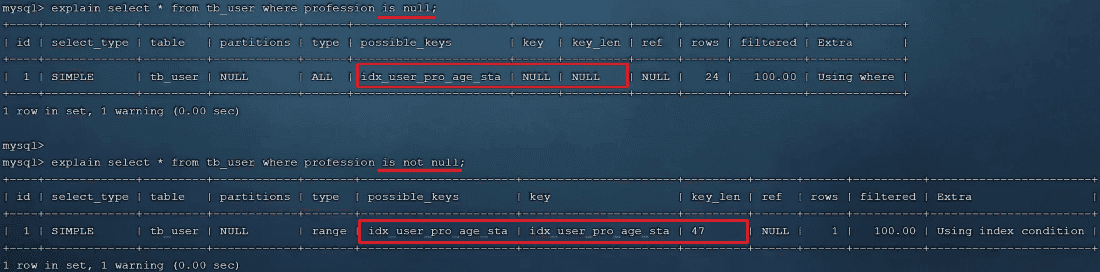 mysql> explain select * from tb_user where profession is null;
+----+-------------+---------+------------+------+----------------------+------+---------+------+------+----------+-------------+
| id | select_type | table | partitions | type | possible_keys | key | key_len | ref | rows | filtered | Extra |
+----+-------------+---------+------------+------+----------------------+------+---------+------+------+----------+-------------+
| 1 | SIMPLE | tb_user | NULL | ALL | idx_user_pro_age_sta | NULL | NULL | NULL | 24 | 100.00 | Using where |
+----+-------------+---------+------------+------+----------------------+------+---------+------+------+----------+-------------+
1 row in set, 1 warning (0.00 sec)
mysql>
mysql> explain select * from tb_user where profession is not null;
+----+-------------+---------+------------+-------+----------------------+----------------------+---------+------+------+----------+-----------------------+
| id | select_type | table | partitions | type | possible_keys | key | key_len | ref | rows | filtered | Extra |
+----+-------------+---------+------------+-------+----------------------+----------------------+---------+------+------+----------+-----------------------+
| 1 | SIMPLE | tb_user | NULL | range | idx_user_pro_age_sta | idx_user_pro_age_sta | 47 | NULL | 1 | 100.00 | Using index condition |
+----+-------------+---------+------------+-------+----------------------+----------------------+---------+------+------+----------+-----------------------+
1 row in set, 1 warning (0.00 sec)